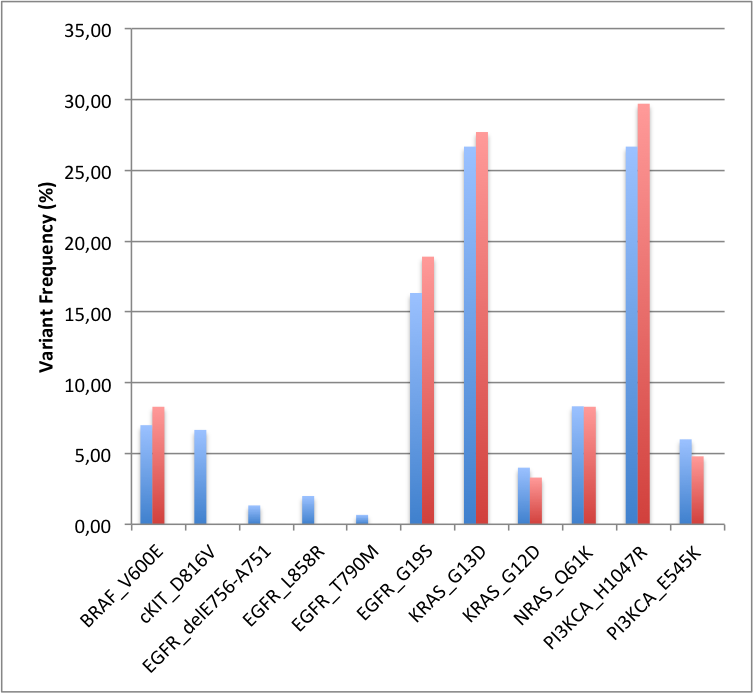 35,00
30,00
25,00
20,00
15,00
10,00
5,00
0,00
Variant Frequency (%)
BRAF_V600E
cKIT_D816V
EGFR_delE756-A751
EGFR_L858R
EGFR_T790M
EGFR_G19S
KRAS_G13D
KRAS_G12D
NRAS_Q61K
PI3KCA_H1047R
PI3KCA_E545K